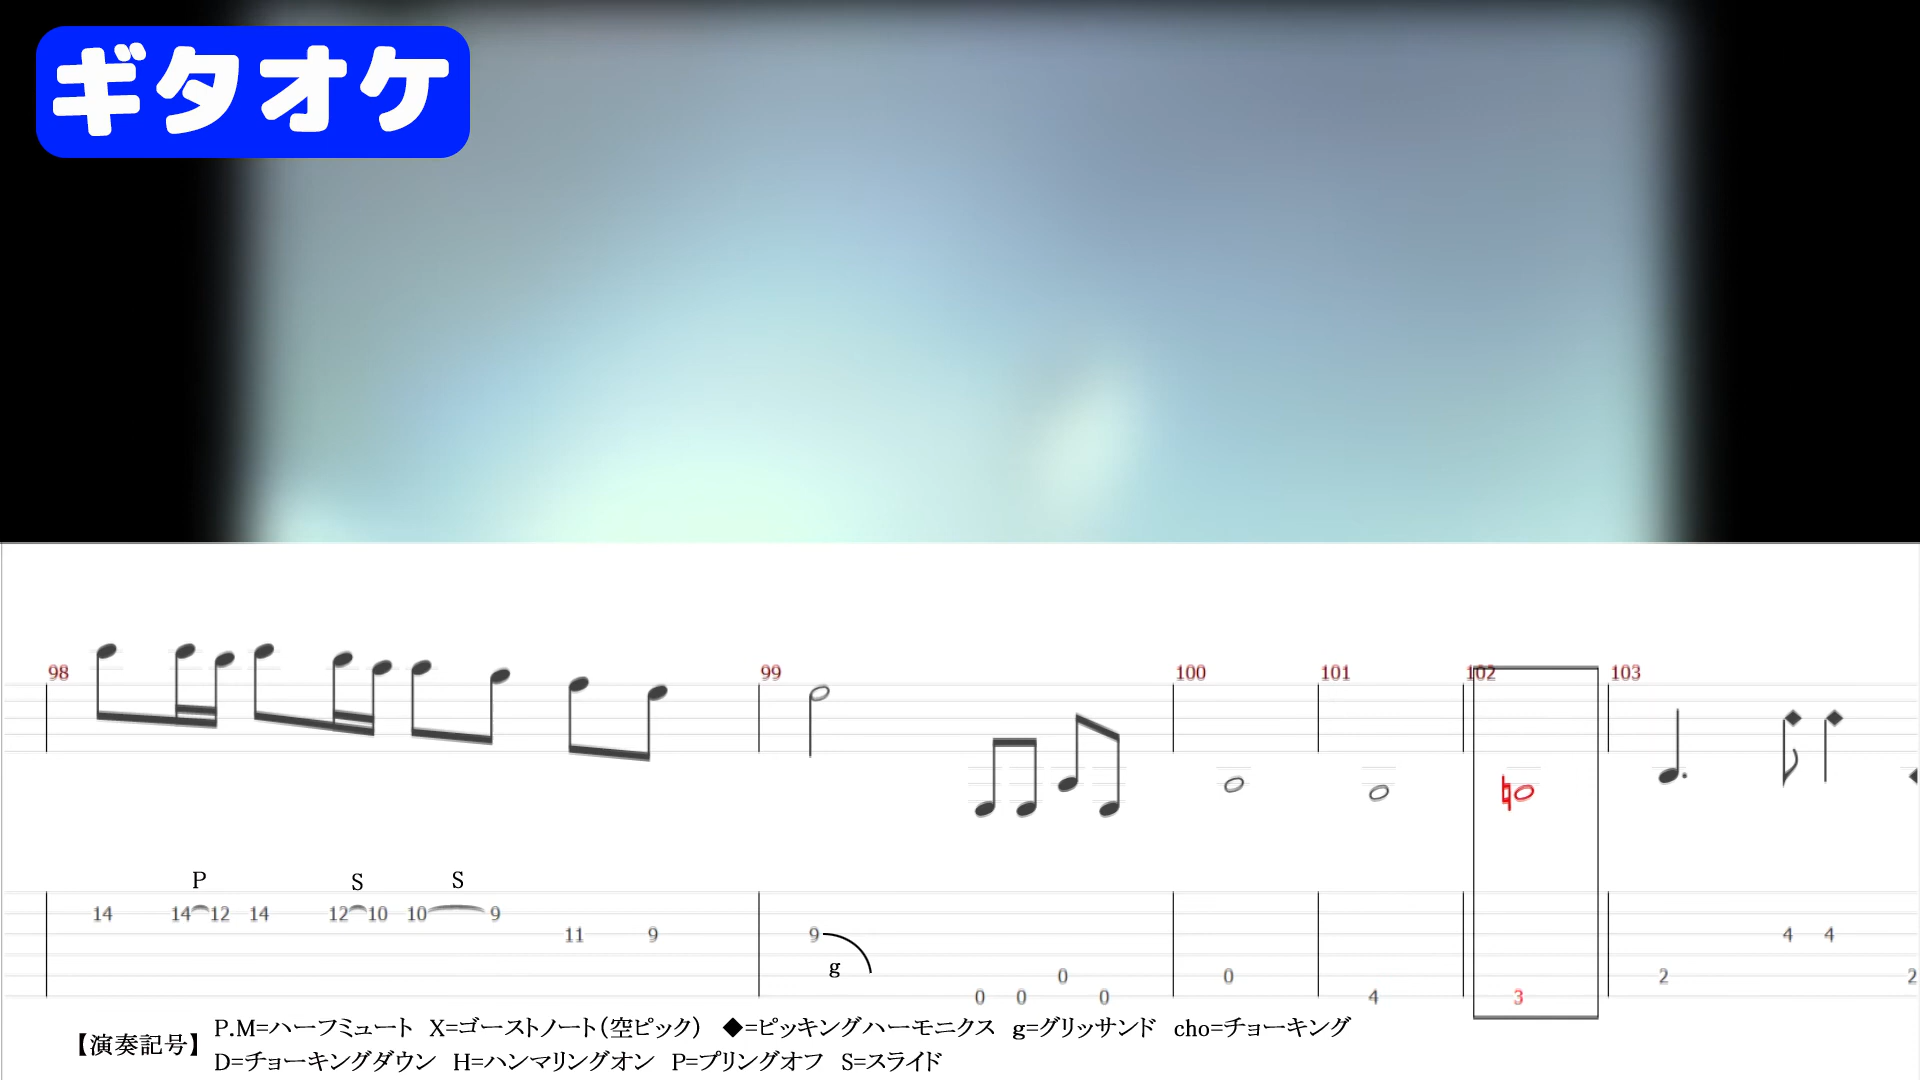 ギタオケ
98 99 100 101 102 103
P S S
14 14 12 14 12 10 10 9
11 9 9 4 4
g 0 0 2 2
0 0 0 4 3
【演奏記号】 P.M=ハーフミュート X=ゴーストノート(空ピック) ◆=ピッキングハーモニクス g=グリッサンド cho=チョーキング
D=チョーキングダウン H=ハンマリングオン P=プリングオフ S=スライド